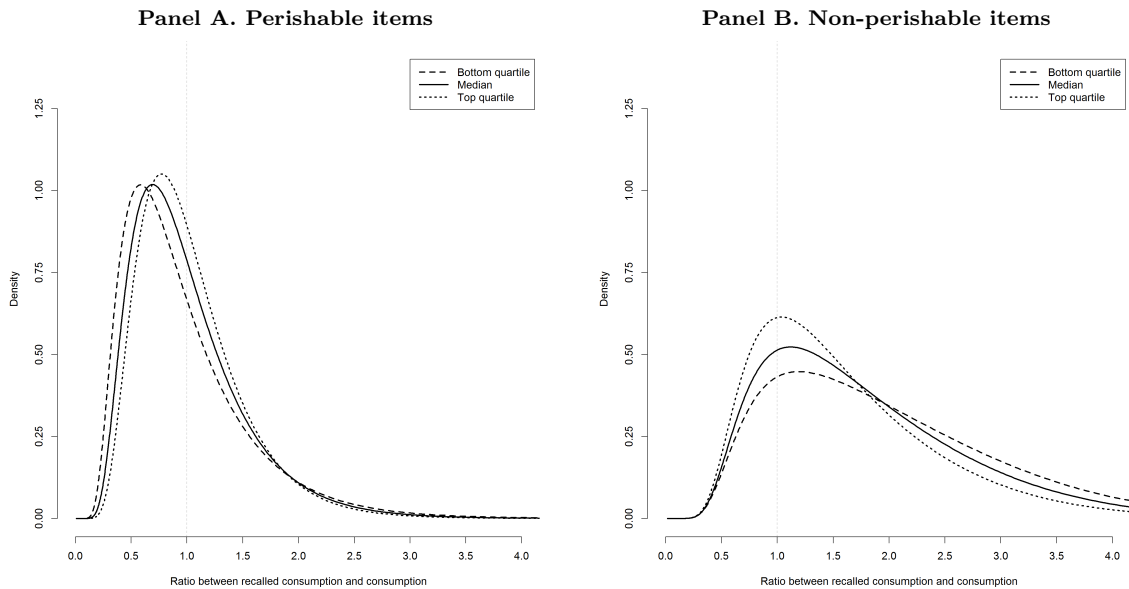 Panel A. Perishable items
Bottom quartile
Median
Top quartile
1.25
1.00
0.75
0.50
0.25
0.00
Density
0.0 0.5 1.0 1.5 2.0 2.5 3.0 3.5 4.0
Ratio between recalled consumption and consumption
Panel B. Non-perishable items
Bottom quartile
Median
Top quartile
1.25
1.00
0.75
0.50
0.25
0.00
Density
0.0 0.5 1.0 1.5 2.0 2.5 3.0 3.5 4.0
Ratio between recalled consumption and consumption